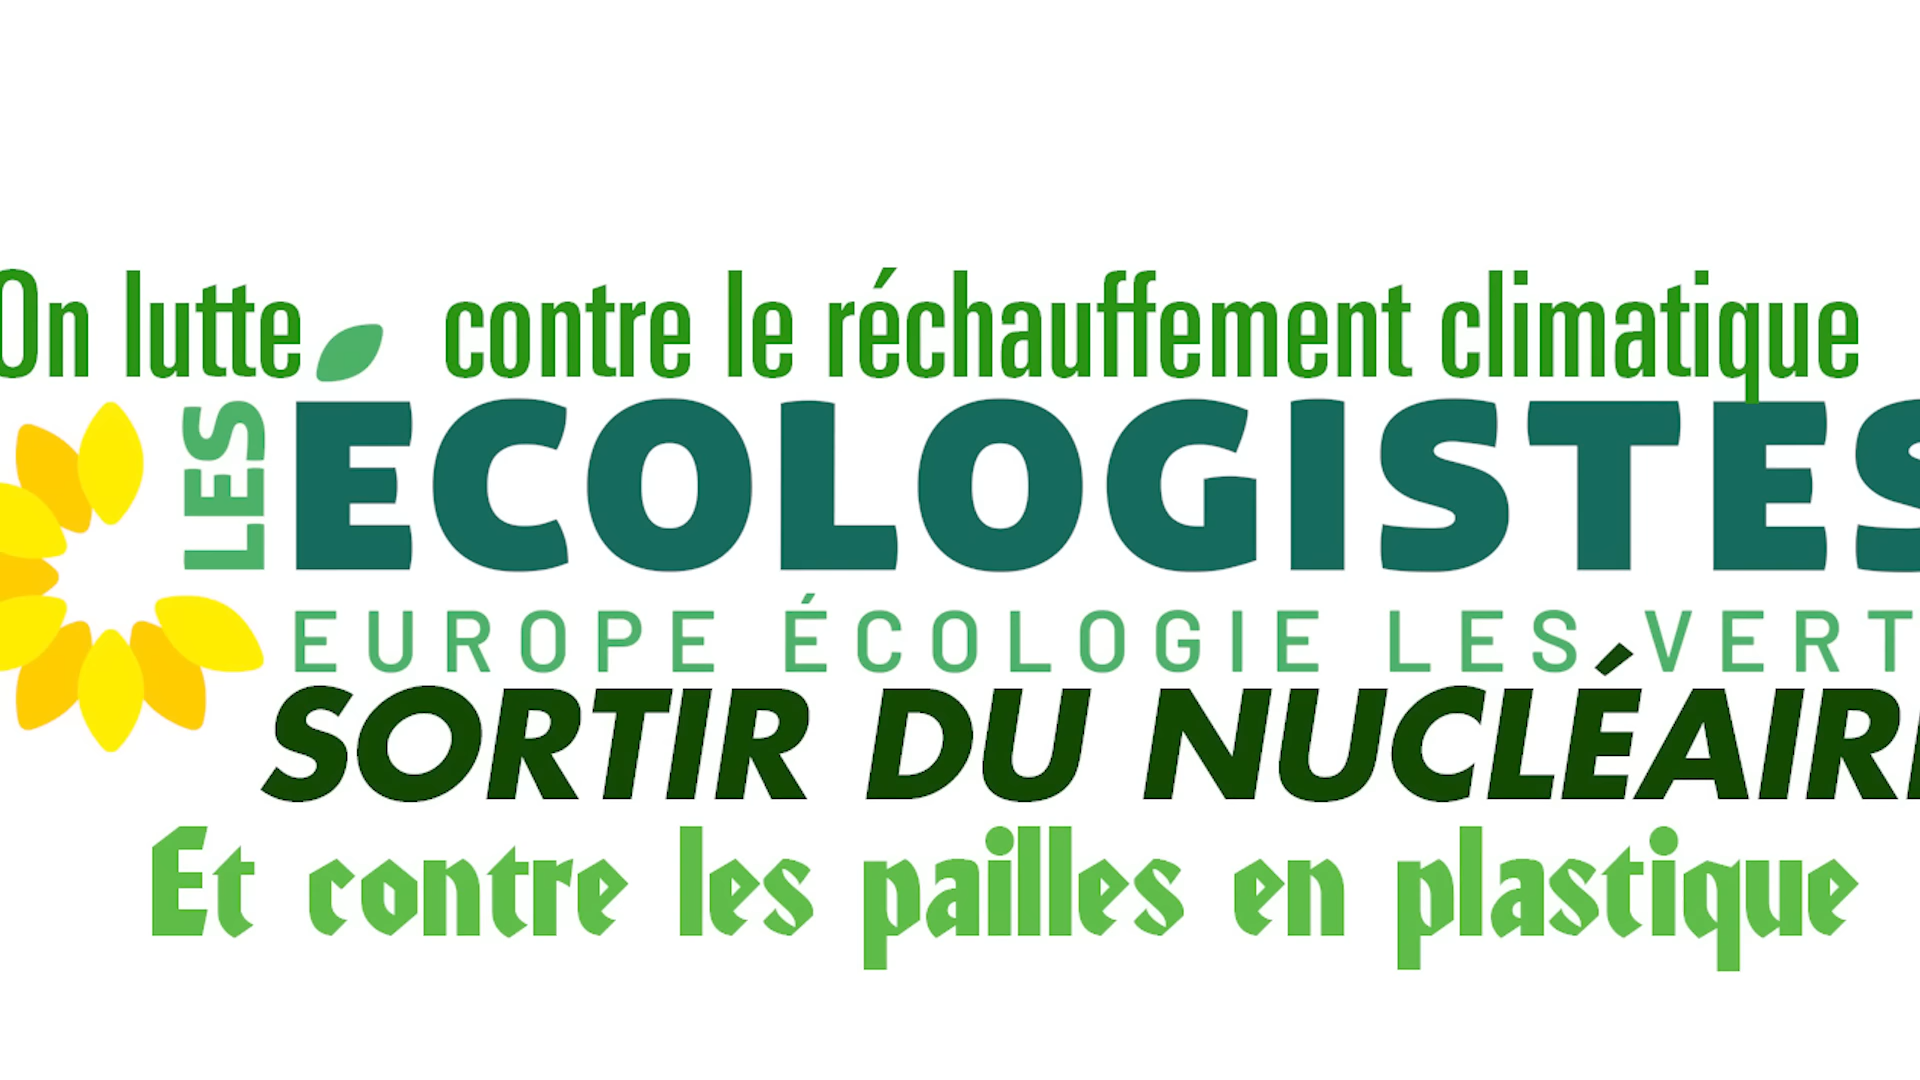 On lutte contre le réchauffement climatique
LES ÉCOLOGISTES
EUROPE ÉCOLOGIE LES VERT
SORTIR DU NUCLÉAIR
Et contre les pailles en plastique